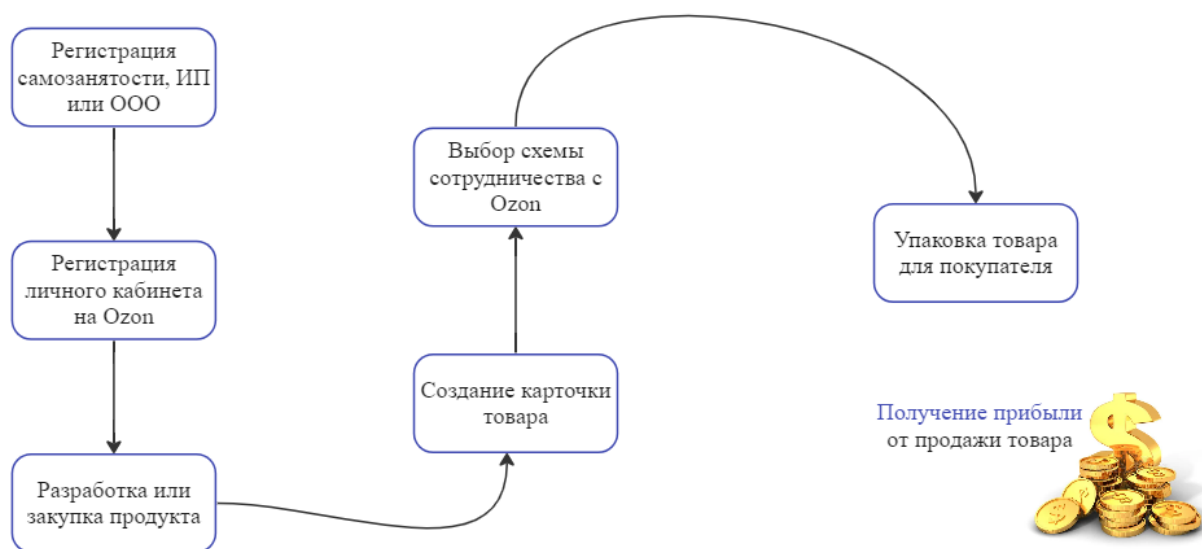 Регистрация
самозанятости, ИП
или ООО
Регистрация
личного кабинета
на Ozon
Разработка или
закупка продукта
Создание карточки
товара
Выбор схемы
сотрудничества с
Ozon
Упаковка товара
для покупателя
Получение прибыли
от продажи товара